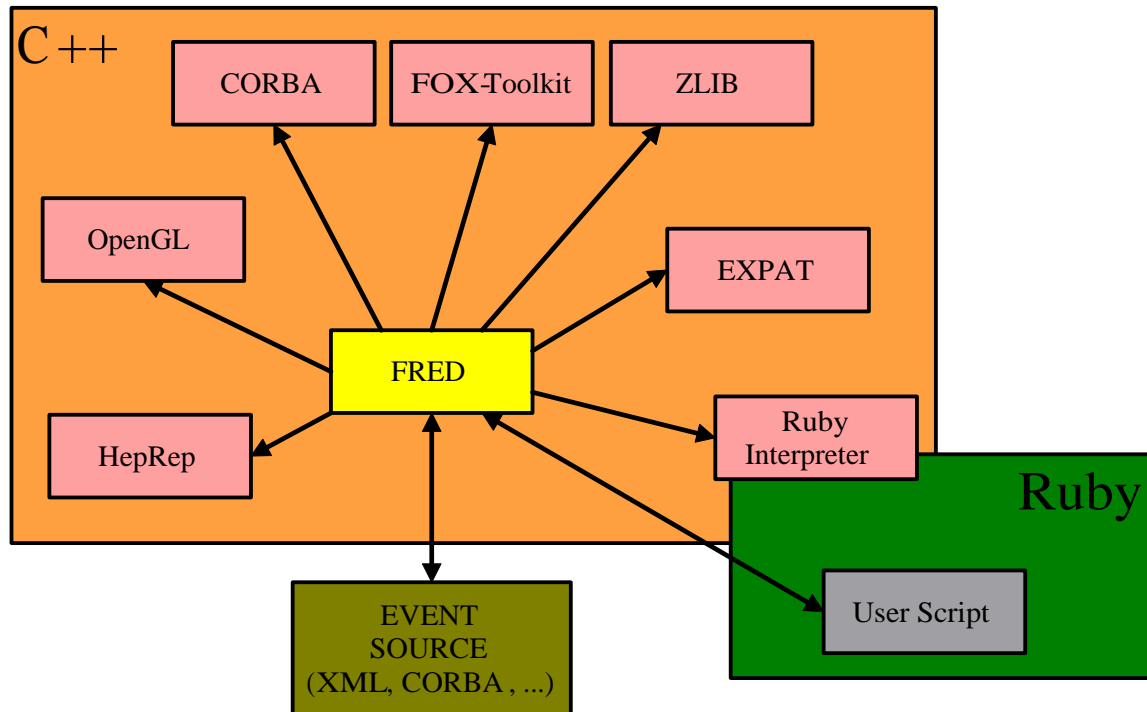 C ++
CORBA
FOX-Toolkit
ZLIB
OpenGL
EXPAT
FRED
HepRep
Ruby
Interpreter
Ruby
User Script
EVENT
SOURCE
(XML, CORBA , ...)